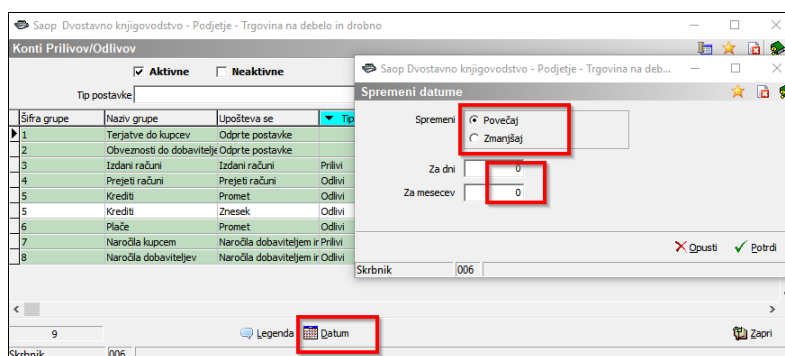 Saop Dvostavno knjigovodstvo - Podjetje - Trgovina na debelo in drobno
Konti Prilivov/Odlivov
Aktivne Neaktivne
Tip postavke
Šifra grupe Naziv grupe Upošteva se Tip
1 Terjatve do kupcev Odprte postavke
2 Obveznosti do dobavitelje Odprte postavke
3 Izdani računi Izdani računi Prilivi
4 Prejeti računi Prejeti računi Odlivi
5 Krediti Promet Odlivi
5 Krediti Znesek Odlivi
6 Plače Promet Odlivi
7 Naročila kupcem Naročila dobaviteljem ir Prilivi
8 Naročila dobaviteljev Naročila dobaviteljem ir Odlivi
9 Legenda Datum Zapri
Skrbnik 006
Saop Dvostavno knjigovodstvo - Podjetje - Trgovina na deb...
Spremeni datume
Spremeni Povečaj
Zmanjšaj
Za dni 0
Za mesecev 0
Opusti Potrdi
Skrbnik 006